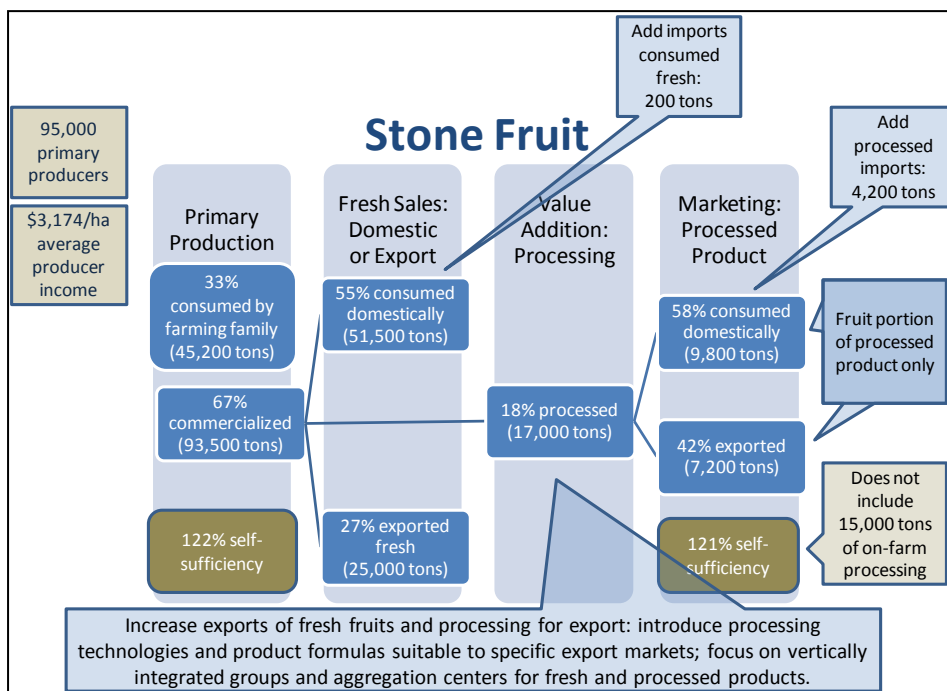 Stone Fruit
95,000
primary
producers
$3,174/ha
average
producer
income
Add imports
consumed
fresh:
200 tons
Add
processed
imports:
4,200 tons
Primary
Production
33%
consumed by
farming family
(45,200 tons)
67%
commercialized
(93,500 tons)
122% self-
sufficiency
Fresh Sales:
Domestic
or Export
55% consumed
domestically
(51,500 tons)
27% exported
fresh
(25,000 tons)
Value
Addition:
Processing
18% processed
(17,000 tons)
Marketing:
Processed
Product
58% consumed
domestically
(9,800 tons)
42% exported
(7,200 tons)
121% self-
sufficiency
Fruit portion
of processed
product only
Does not
include
15,000 tons
of on-farm
processing
Increase exports of fresh fruits and processing for export: introduce processing
technologies and product formulas suitable to specific export markets; focus on vertically
integrated groups and aggregation centers for fresh and processed products.